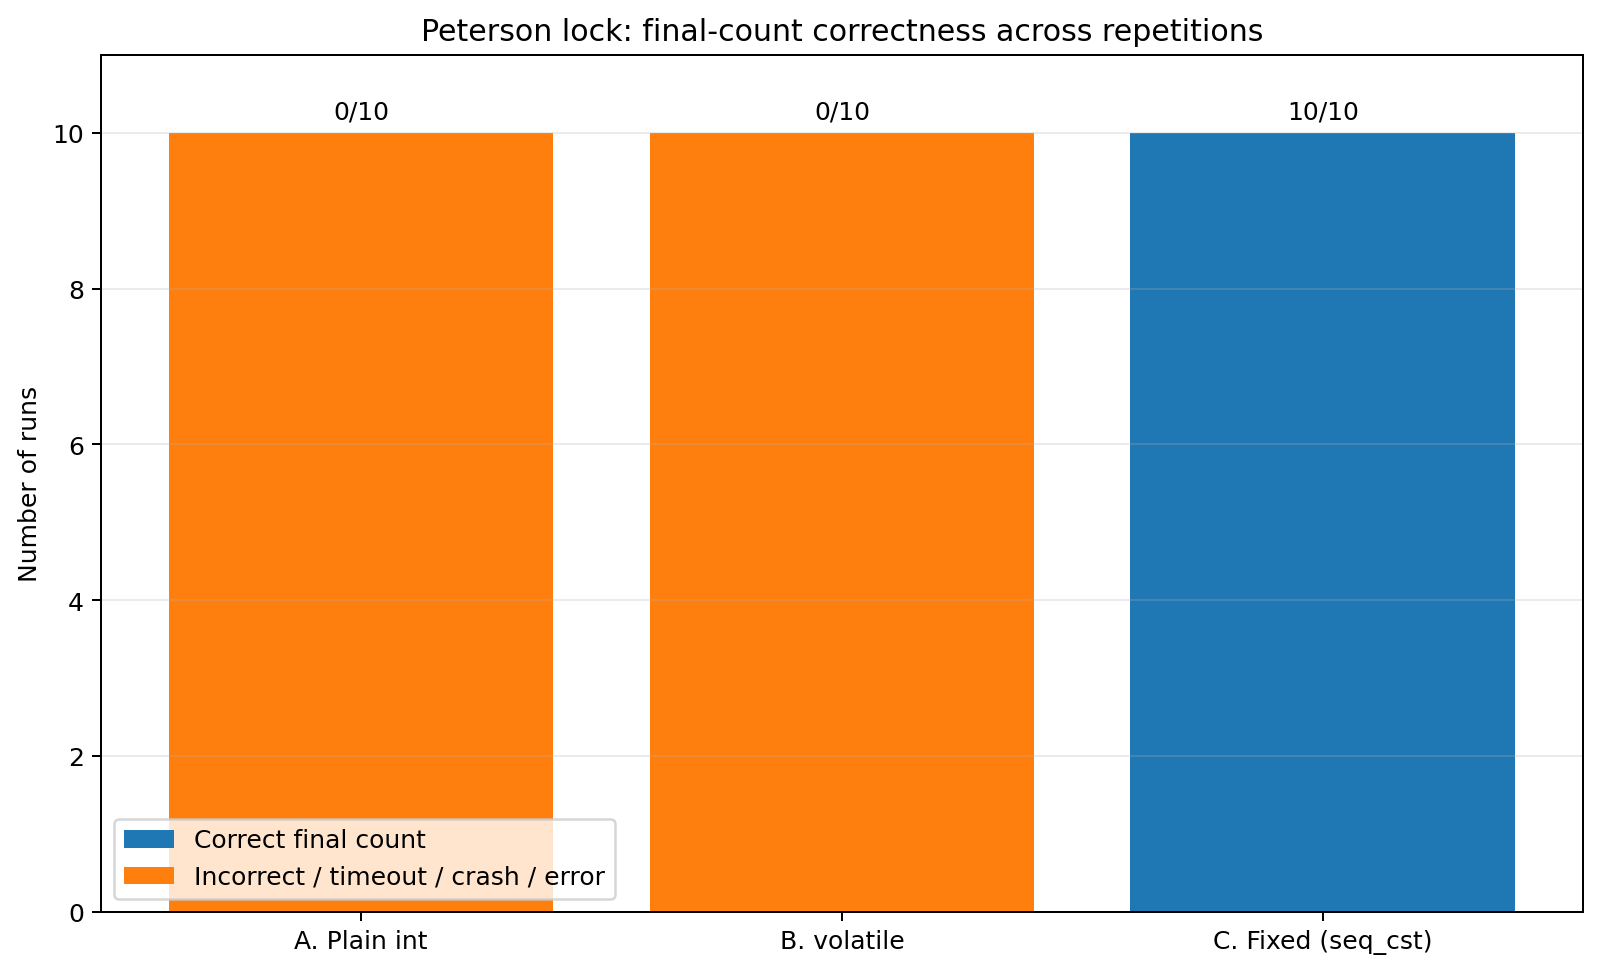 Peterson lock: final-count correctness across repetitions
0/10
0/10
10/10
Number of runs
10
8
6
4
2
0
Correct final count
Incorrect / timeout / crash / error
A. Plain int
B. volatile
C. Fixed (seq_cst)